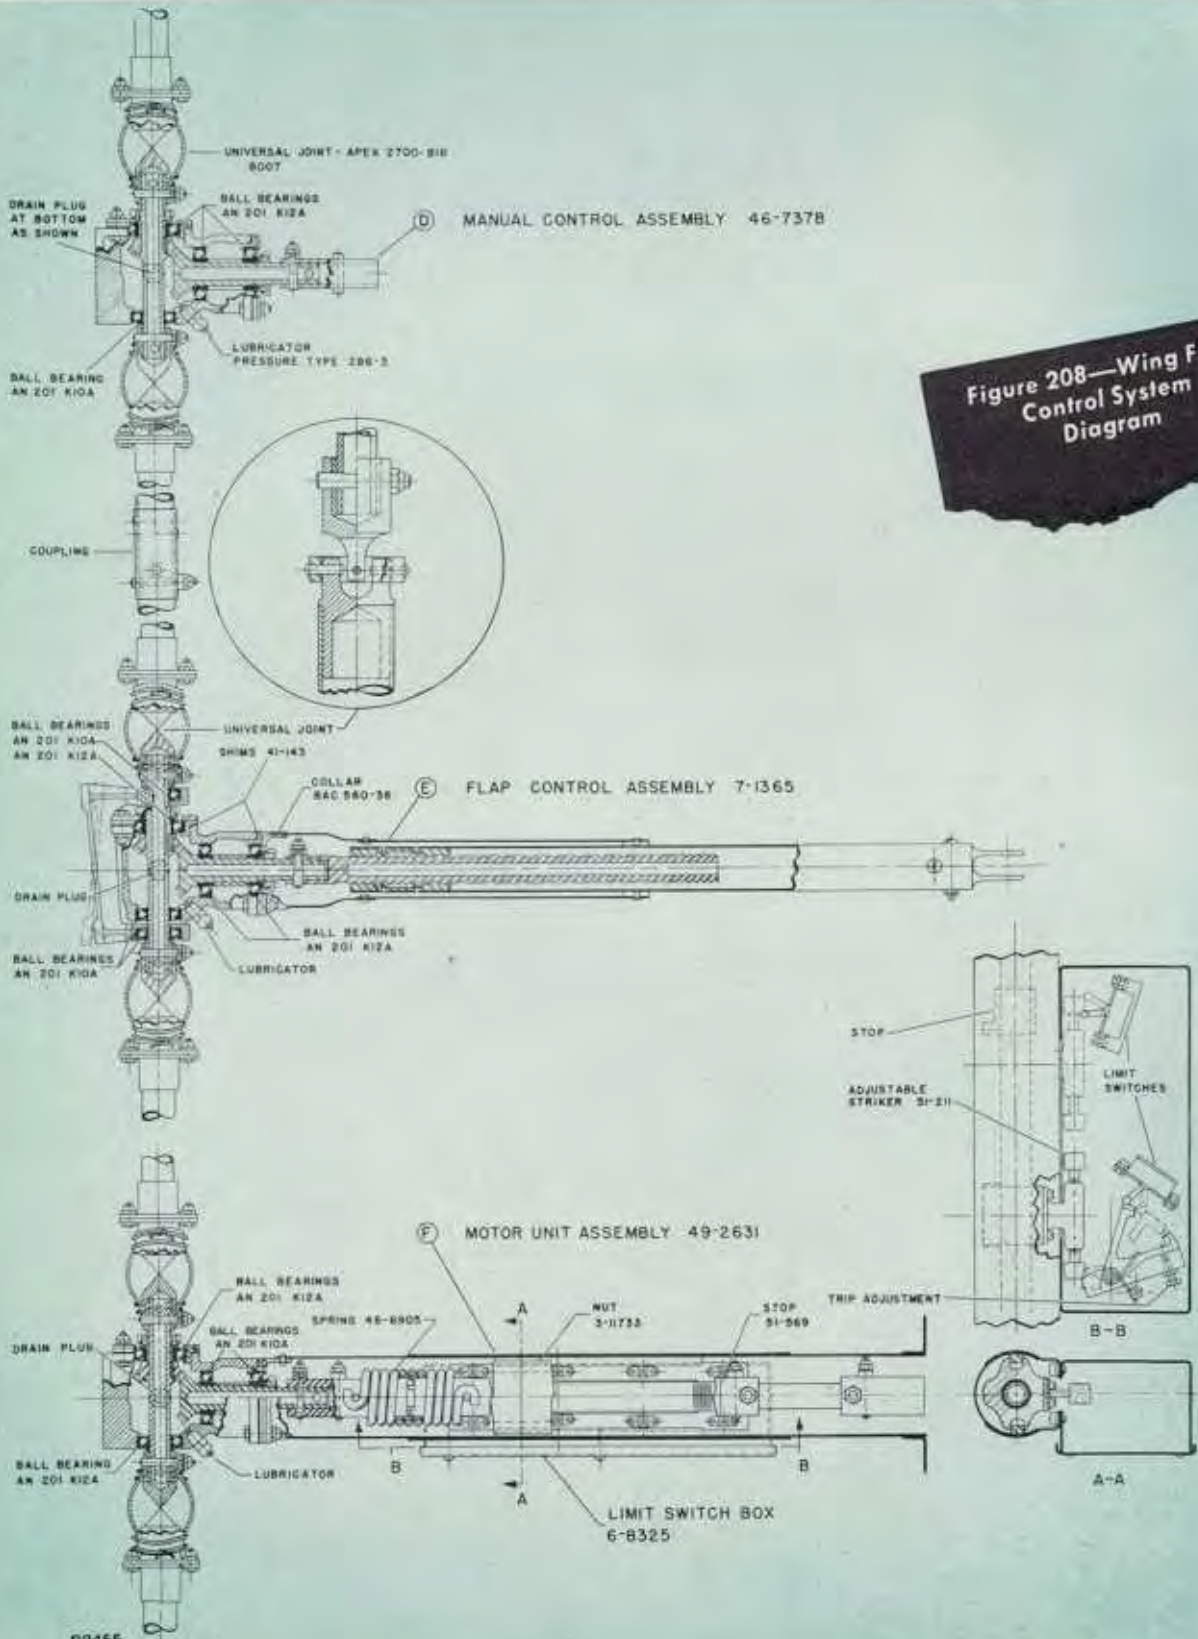 UNIVERSAL JOINT - APEX 2700-818
8007
DRAIN PLUG
AT BOTTOM
AS SHOWN
BALL BEARINGS
AN 201 K12A
D MANUAL CONTROL ASSEMBLY 46-7378
LUBRICATOR
PRESSURE TYPE 286-3
BALL BEARING
AN 201 K10A
Figure 208—Wing F
Control System
Diagram
COUPLING
BALL BEARINGS
AN 201 K10A
AN 201 K12A
UNIVERSAL JOINT
SHIMS 41-143
COLLAR
BAC 560-36
E FLAP CONTROL ASSEMBLY 7-1365
DRAIN PLUG
BALL BEARINGS
AN 201 K12A
BALL BEARINGS
AN 201 K10A
LUBRICATOR
STOP
LIMIT
SWITCHES
ADJUSTABLE
STRIKER 51-211
F MOTOR UNIT ASSEMBLY 49-2631
BALL BEARINGS
AN 201 K12A
TRIP ADJUSTMENT
B-B
DRAIN PLUG
BALL BEARINGS
AN 201 K10A
A
NUT
3-11733
STOP
51-569
BALL BEARING
AN 201 K12A
LUBRICATOR
B
B
A
A-A
LIMIT SWITCH BOX
6-8325